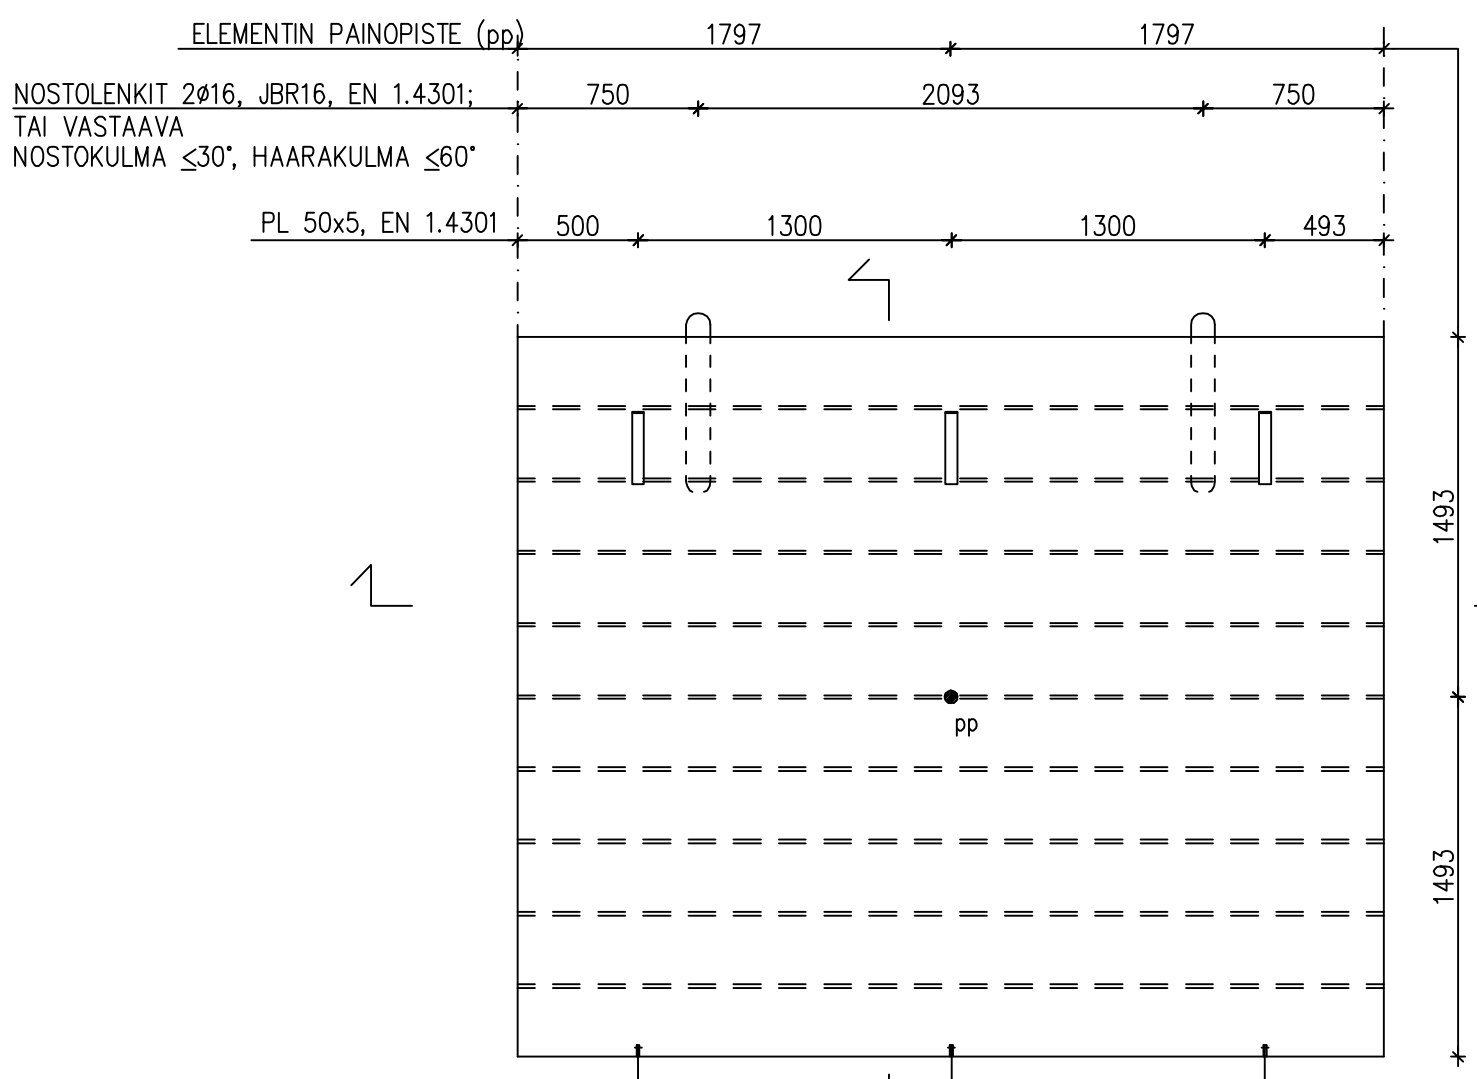 ELEMENTIN PAINOPISTE (pp)
1797
1797
NOSTOLENKIT 2ø16, JBR16, EN 1.4301;
750
2093
750
TAI VASTAAVA
NOSTOKULMA ≤30°, HAARAKULMA ≤60°
PL 50x5, EN 1.4301
500
1300
1300
493
1493
pp
1493